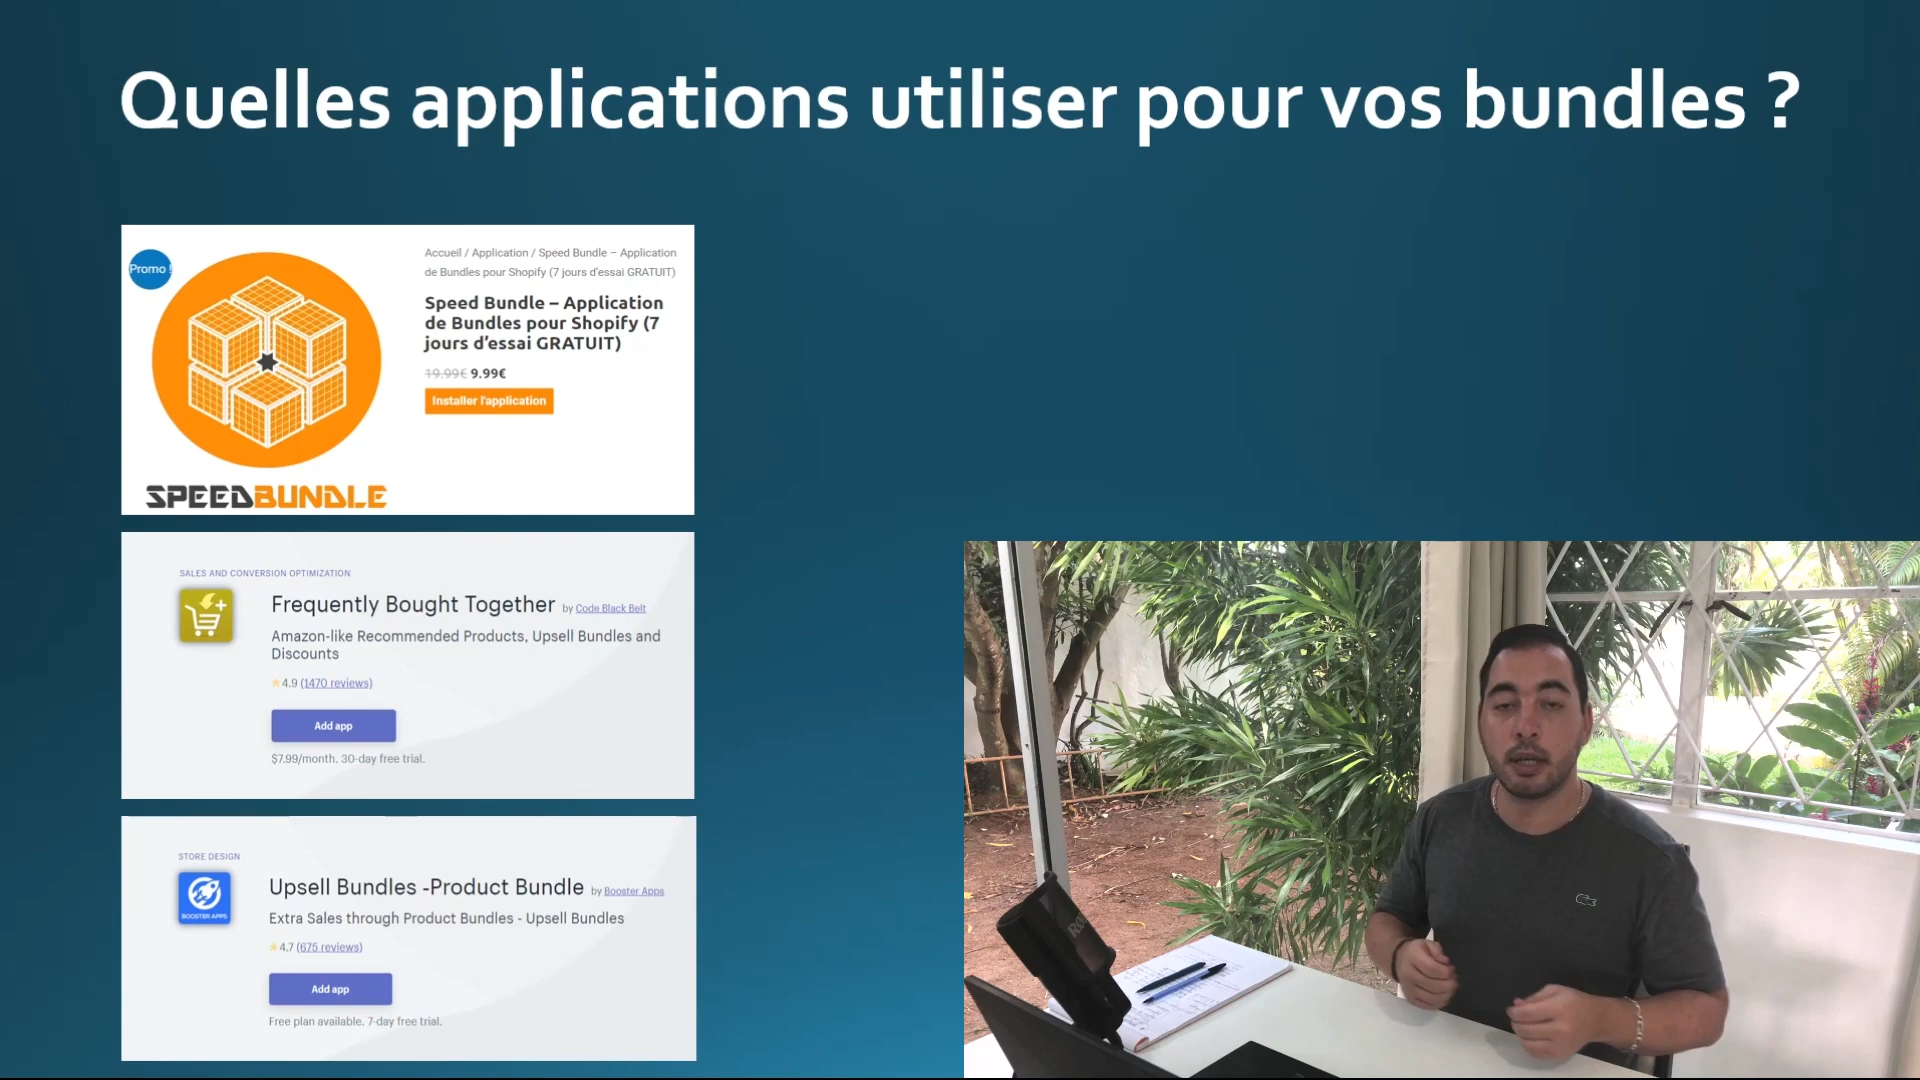 Quelles applications utiliser pour vos bundles ?
Promo !
SPEEDBUNDLE
Accueil / Application / Speed Bundle – Application
de Bundles pour Shopify (7 jours d'essai GRATUIT)
Speed Bundle – Application
de Bundles pour Shopify (7
jours d'essai GRATUIT)
19.99€ 9.99€
Installer l'application
SALES AND CONVERSION OPTIMIZATION
Frequently Bought Together by Code Black Belt
Amazon-like Recommended Products, Upsell Bundles and
Discounts
4.9 (1470 reviews)
Add app
$7.99/month. 30-day free trial.
STORE DESIGN
BOOSTER APPS
Upsell Bundles -Product Bundle by Booster Apps
Extra Sales through Product Bundles - Upsell Bundles
4.7 (675 reviews)
Add app
Free plan available. 7-day free trial.